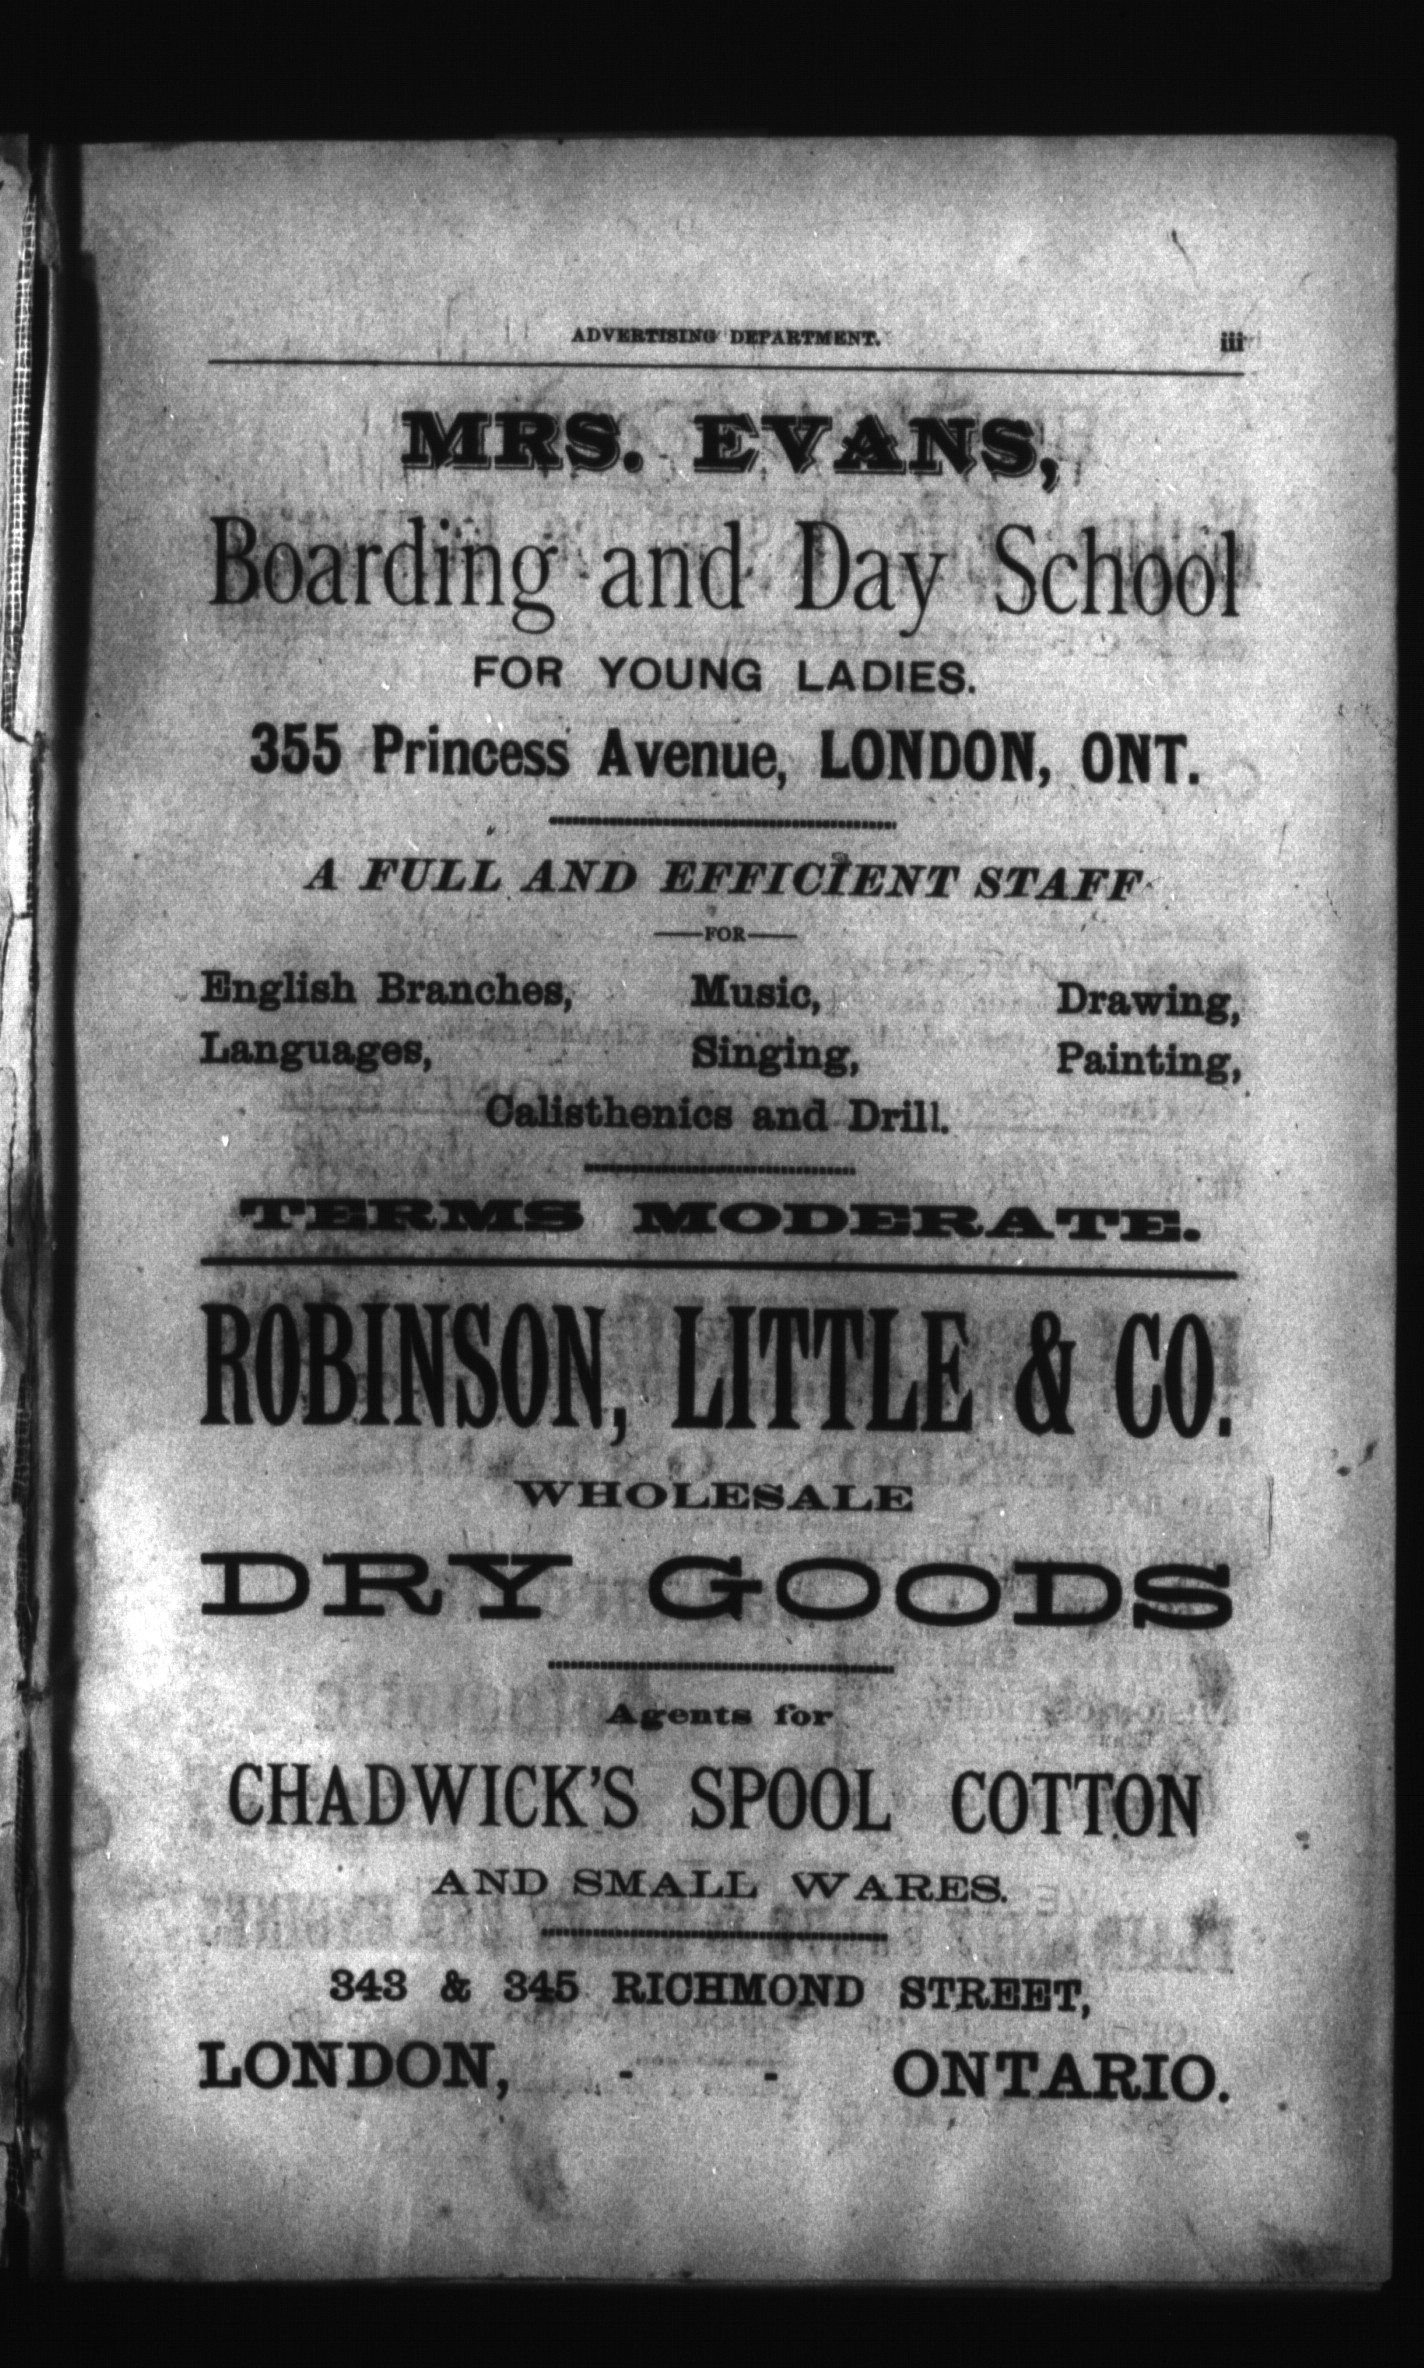 ADVERTISING DEPARTMENT. iii
MRS. EVANS,
Boarding and Day School
FOR YOUNG LADIES.
355 Princess Avenue, LONDON, ONT.
A FULL AND EFFICIENT STAFF
—FOR—
English Branches, Music, Drawing,
Languages, Singing, Painting,
Calisthenics and Drill.
TERMS MODERATE.
ROBINSON, LITTLE & CO.
WHOLESALE
DRY GOODS
Agents for
CHADWICK'S SPOOL COTTON
AND SMALL WARES.
343 & 345 RICHMOND STREET,
LONDON, - - ONTARIO.